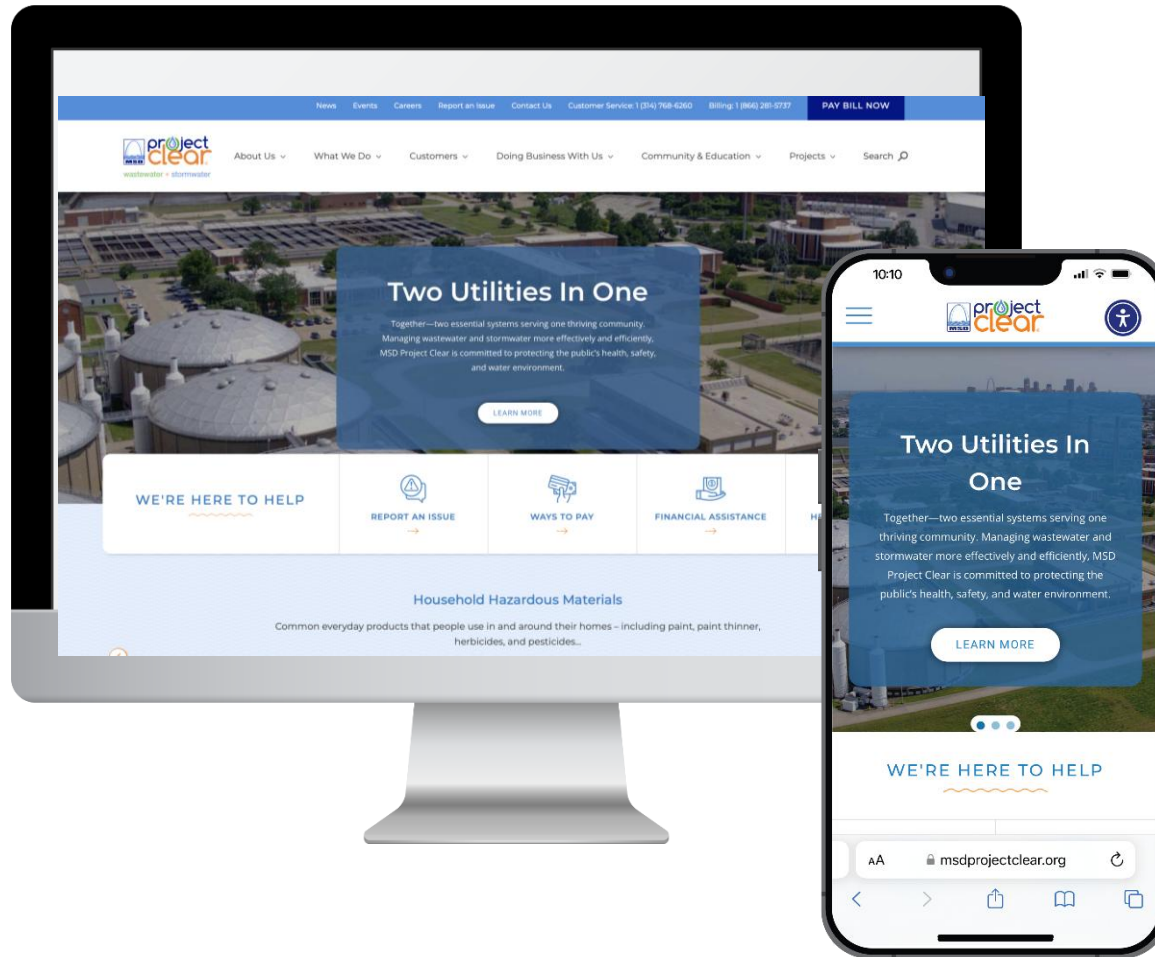 News Events Careers Report an Issue Contact Us Customer Service: 1 (314) 768-6260 Billing: 1 (866) 281-5737 PAY BILL NOW
MSD project
clear
wastewater + stormwater
About Us What We Do Customers Doing Business With Us Community & Education Projects Search
Two Utilities In One
Together—two essential systems serving one thriving community.
Managing wastewater and stormwater more effectively and efficiently,
MSD Project Clear is committed to protecting the public's health, safety,
and water environment.
LEARN MORE
WE'RE HERE TO HELP
REPORT AN ISSUE
WAYS TO PAY
FINANCIAL ASSISTANCE
Household Hazardous Materials
Common everyday products that people use in and around their homes – including paint, paint thinner,
herbicides, and pesticides...
10:10
MSD project
clear
Two Utilities In
One
Together—two essential systems serving one
thriving community. Managing wastewater and
stormwater more effectively and efficiently, MSD
Project Clear is committed to protecting the
public's health, safety, and water environment.
LEARN MORE
WE'RE HERE TO HELP
AA msdprojectclear.org